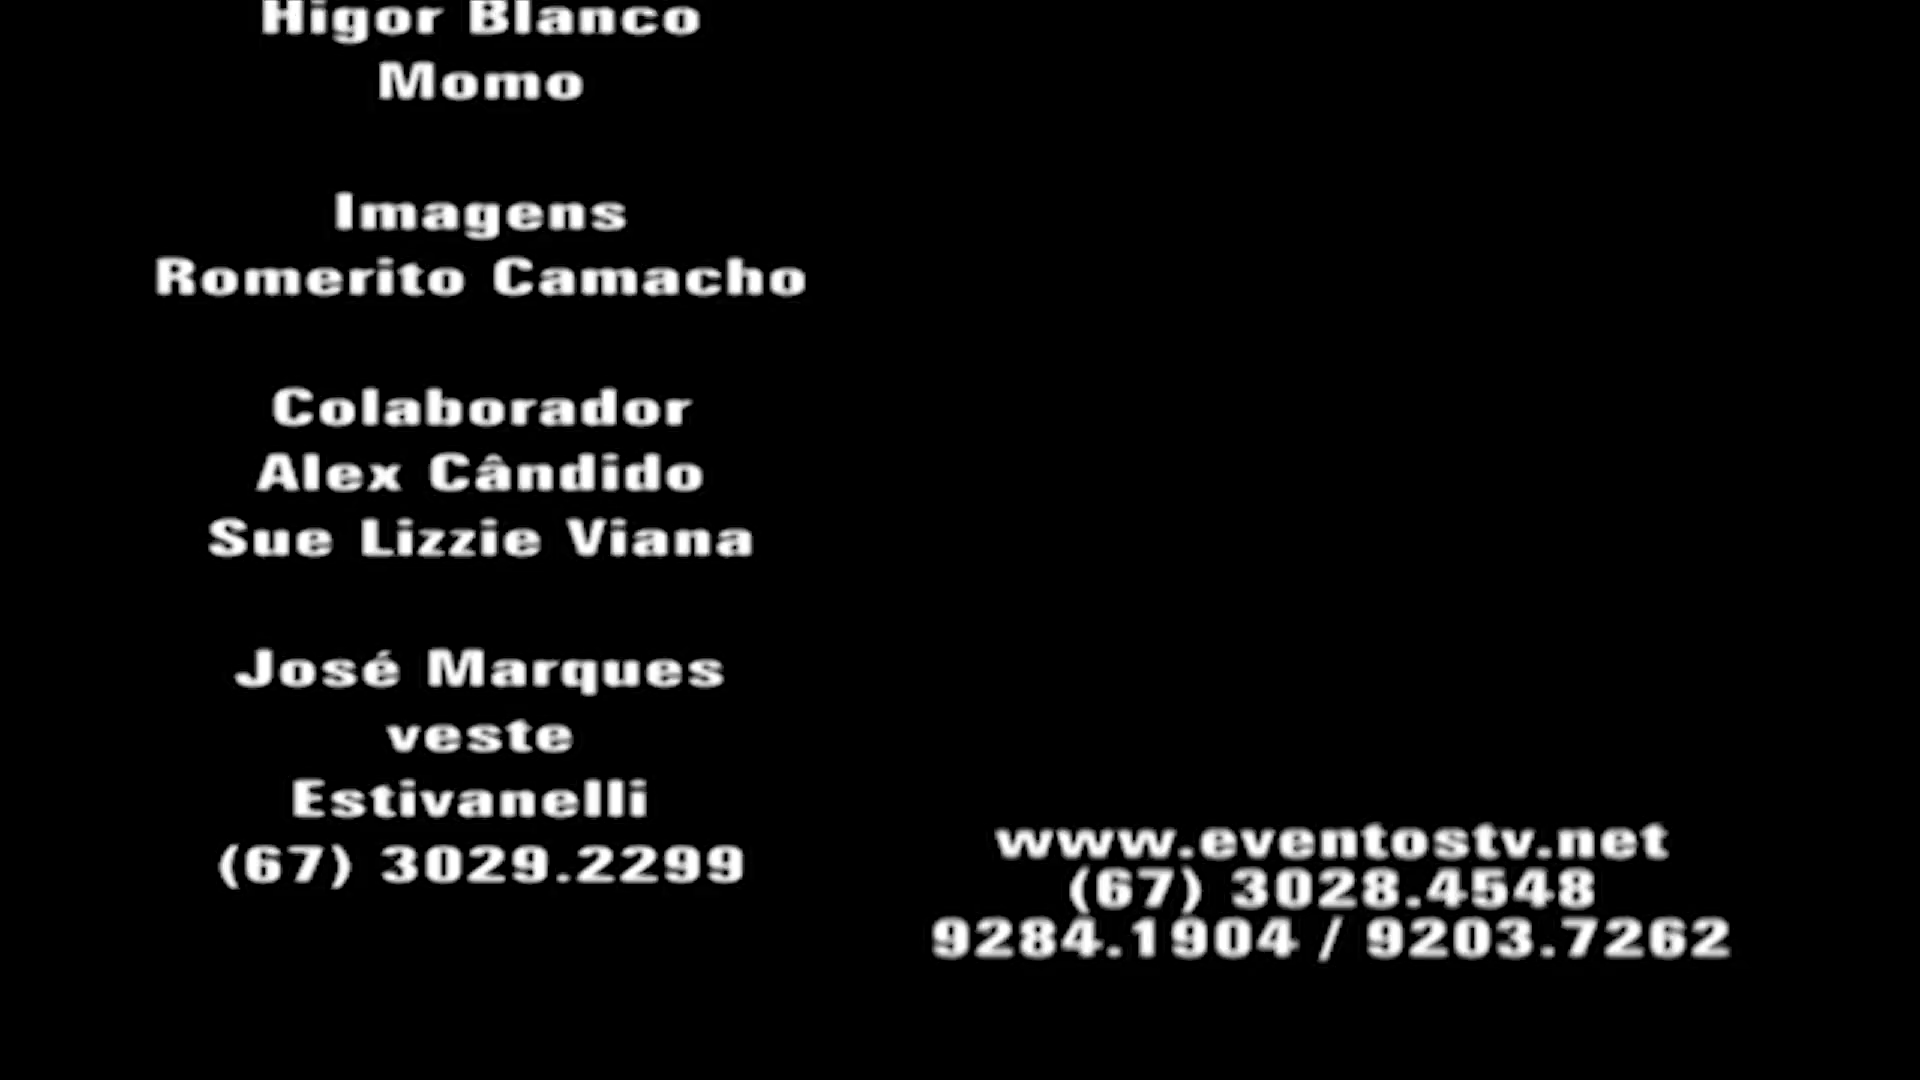 Higor Blanco
Momo
Imagens
Romerito Camacho
Colaborador
Alex Cândido
Sue Lizzie Viana
José Marques
veste
Estivanelli
(67) 3029.2299
www.eventostv.net
(67) 3028.4548
9284.1904 / 9203.7262